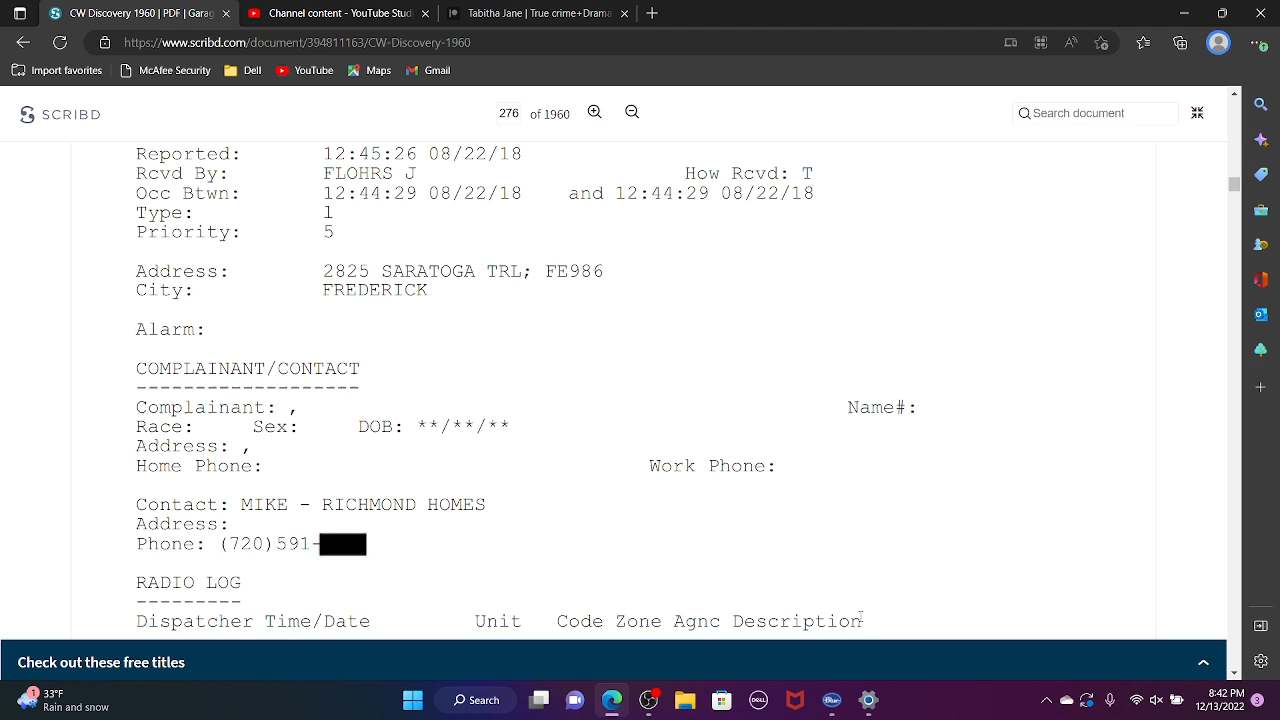 CW Discovery 1960 | PDF | Garag
Channel content - YouTube Stud
Tabitha Jane | True crime+Drama
https://www.scribd.com/document/394811163/CW-Discovery-1960
Import favorites
McAfee Security
Dell
YouTube
Maps
Gmail
SCRIBD
276 of 1960
Search document
Reported: 12:45:26 08/22/18
Rcvd By: FLOHRS J How Rcvd: T
Occ Btwn: 12:44:29 08/22/18 and 12:44:29 08/22/18
Type: 1
Priority: 5
Address: 2825 SARATOGA TRL; FE986
City: FREDERICK
Alarm:
COMPLAINANT/CONTACT
-------------------
Complainant: , Name#:
Race: Sex: DOB: **/**/**
Address: ,
Home Phone: Work Phone:
Contact: MIKE - RICHMOND HOMES
Address:
Phone: (720)591-
RADIO LOG
---------
Dispatcher Time/Date Unit Code Zone Agnc Description
Check out these free titles
1
33°F
Rain and snow
Search
DELL
Blue
8:42 PM
12/13/2022
3